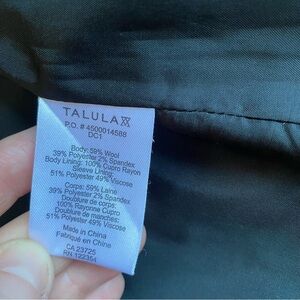 TALULA
P.O. # 4500014588
DC1
Body: 59% Wool
39% Polyester 2% Spandex
Body Lining: 100% Cupro Rayon
Sleeve Lining:
51% Polyester 49% Viscose
Corps: 59% Laine
39% Polyester 2% Spandex
Doublure de corps:
100% Rayonne Cupro
Doublure de manches:
51% Polyester 49% Viscose
Made in China
Fabriqué en Chine
CA 23725
RN 122354